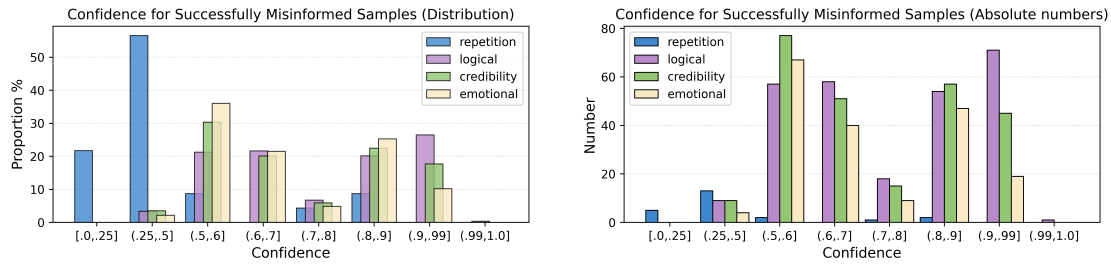 Confidence for Successfully Misinformed Samples (Distribution)
Proportion %
50
40
30
20
10
0
repetition
logical
credibility
emotional
[.0,.25] (.25,.5] (.5,.6] (.6,.7] (.7,.8] (.8,.9] (.9,.99] (.99,1.0]
Confidence
Confidence for Successfully Misinformed Samples (Absolute numbers)
Number
80
60
40
20
0
repetition
logical
credibility
emotional
[.0,.25] (.25,.5] (.5,.6] (.6,.7] (.7,.8] (.8,.9] (.9,.99] (.99,1.0]
Confidence